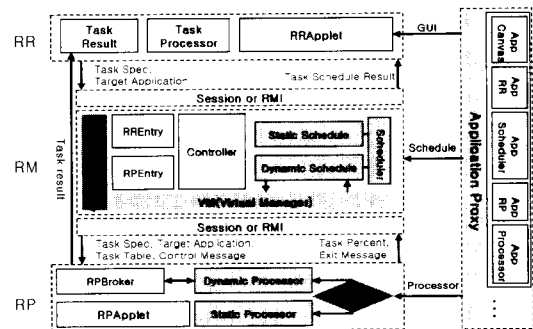 RR
Task
Result
Task
Processor
RRApplet
GUI
Task Spec,
Target Application
Task Schedule Result
Session or RMI
Task result
RM
RREntry
RPEntry
Controller
Static Schedule
Dynamic Schedule
Scheduler
VM(Virtual Manager)
Schedule
Session or RMI
Task Spec, Target Application,
Task Table, Control Message
Task Percent,
Exit Message
RP
RPBroker
Dynamic Processor
RPApplet
Static Processor
Processor
Application Proxy
App
Canvas
App
RR
App
Scheduler
App
RP
App
Processor
...